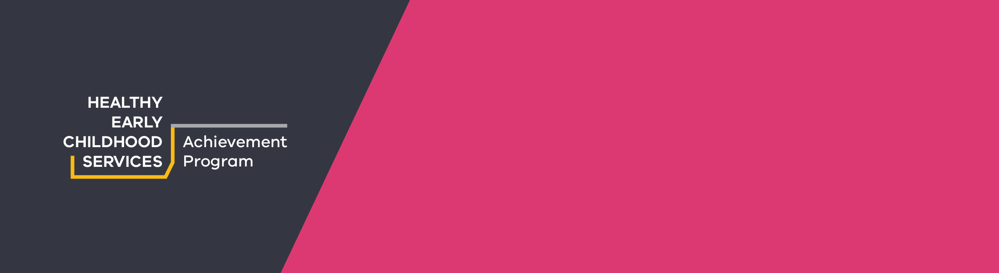 HEALTHY
EARLY
CHILDHOOD
SERVICES
Achievement
Program